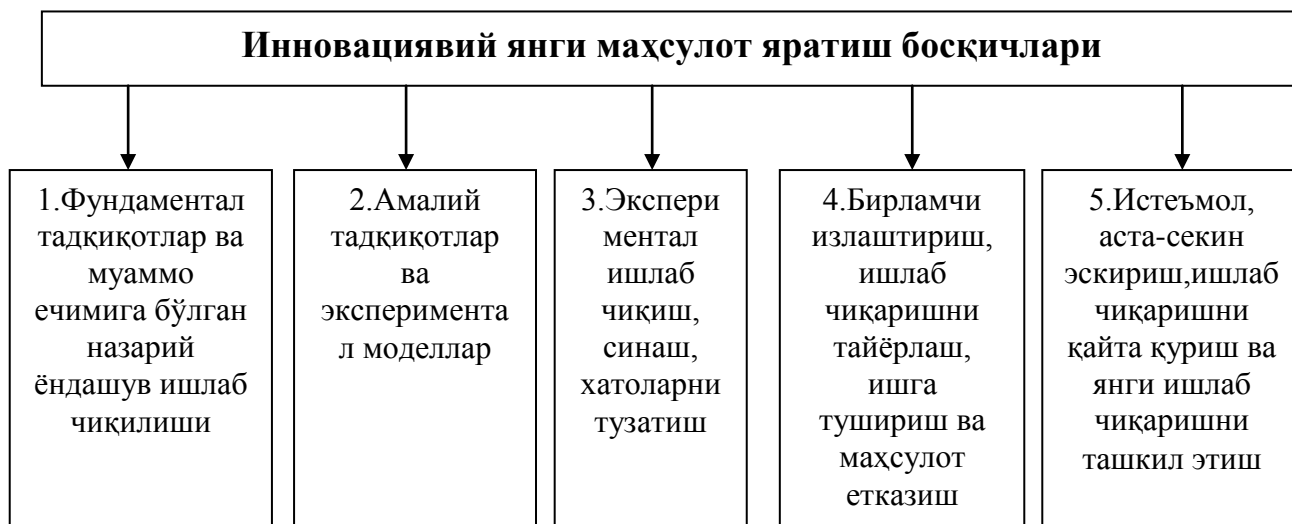 Инновациявий янги маҳсулот яратиш босқичлари
1.Фундаментал
тадқиқотлар ва
муаммо
ечимига бўлган
назарий
ёндашув ишлаб
чиқилиши
2.Амалий
тадқиқотлар
ва
эксперимента
л моделлар
3.Экспери
ментал
ишлаб
чиқиш,
синаш,
хатоларни
тузатиш
4.Бирламчи
излаштириш,
ишлаб
чиқаришни
тайёрлаш,
ишга
тушириш ва
маҳсулот
етказиш
5.Истеъмол,
аста-секин
эскириш,ишлаб
чиқаришни
қайта қуриш ва
янги ишлаб
чиқаришни
ташкил этиш